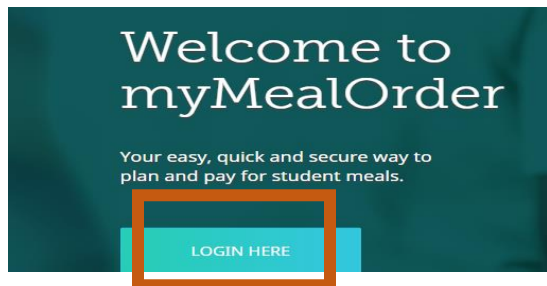 Welcome to
myMealOrder
Your easy, quick and secure way to
plan and pay for student meals.
LOGIN HERE